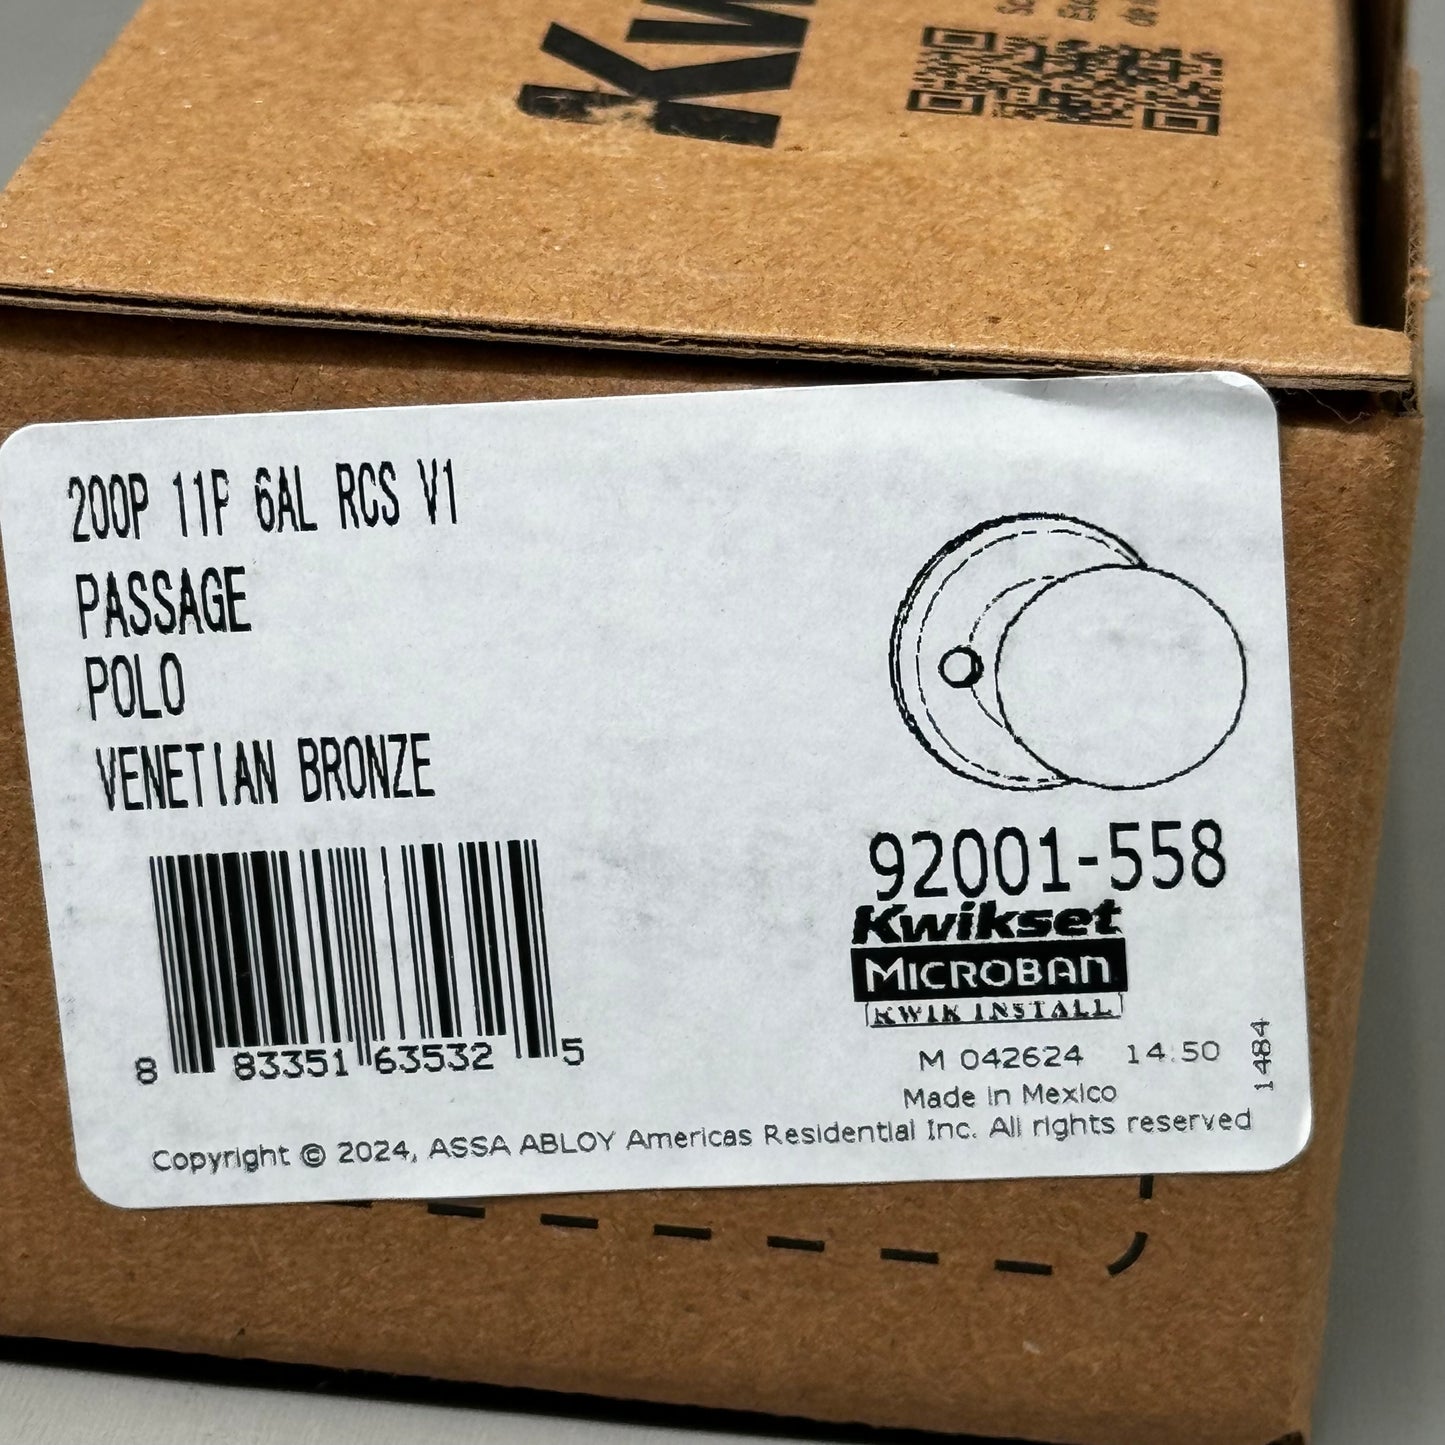 Kw
200P 11P 6AL RCS V1
PASSAGE
POLO
VENETIAN BRONZE
8 83351 63532 5
92001-558
Kwikset
MICROBAN
KWIK INSTALL
M 042624 14:50
1484
Made in Mexico
Copyright © 2024, ASSA ABLOY Americas Residential Inc. All rights reserved